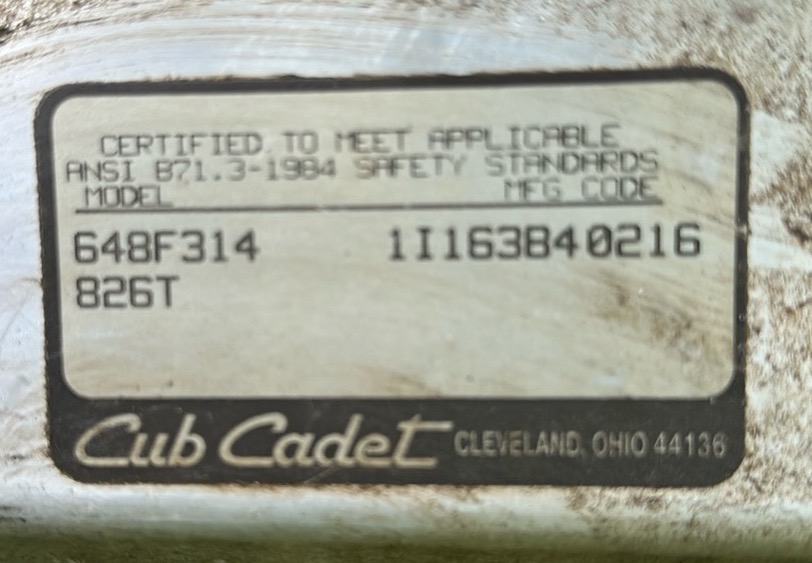 CERTIFIED TO MEET APPLICABLE
ANSI B71.3-1984 SAFETY STANDARDS
MODEL MFG CODE
648F314 1I163B40216
826T
Cub Cadet CLEVELAND, OHIO 44136